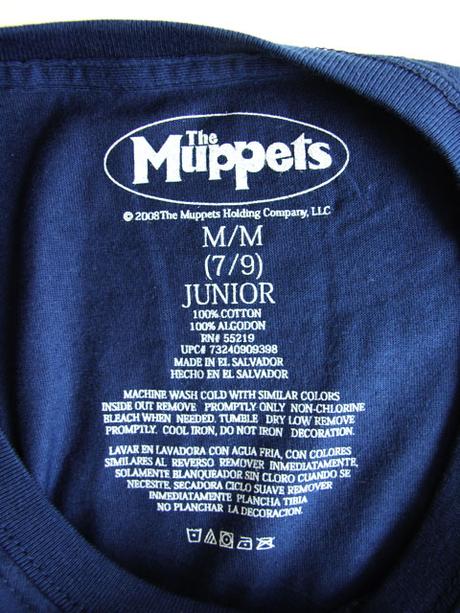 The
Muppets
© 2008 The Muppets Holding Company, LLC
M/M
(7/9)
JUNIOR
100% COTTON
100% ALGODON
RN# 55219
UPC# 73240909398
MADE IN EL SALVADOR
HECHO EN EL SALVADOR
MACHINE WASH COLD WITH SIMILAR COLORS
INSIDE OUT REMOVE PROMPTLY ONLY NON-CHLORINE
BLEACH WHEN NEEDED. TUMBLE DRY LOW REMOVE
PROMPTLY. COOL IRON, DO NOT IRON DECORATION.
LAVAR EN LAVADORA CON AGUA FRIA, CON COLORES
SIMILARES AL REVERSO REMOVER INMEDIATAMENTE,
SOLAMENTE BLANQUEADOR SIN CLORO CUANDO SE
NECESITE, SECADORA CICLO SUAVE REMOVER
INMEDIATAMENTE PLANCHA TIBIA
NO PLANCHAR LA DECORACION.